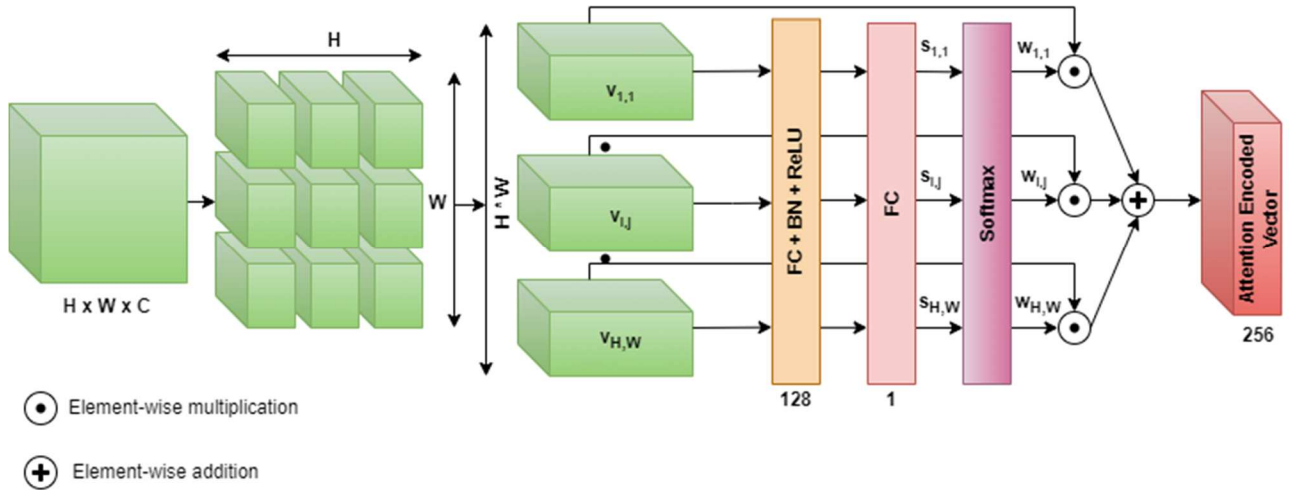 H
H x W x C
W
H * W
v1,1
vI,j
vH,W
FC + BN + ReLU
128
FC
1
s1,1
sI,j
sH,W
Softmax
w1,1
wI,j
wH,W
Attention Encoded
Vector
256
Element-wise multiplication
Element-wise addition